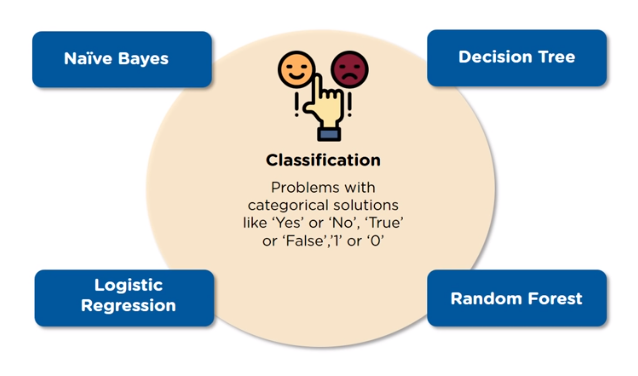 Naïve Bayes
Decision Tree
Classification
Problems with
categorical solutions
like ‘Yes’ or ‘No’, ‘True’
or ‘False’,’1’ or ‘0’
Logistic
Regression
Random Forest